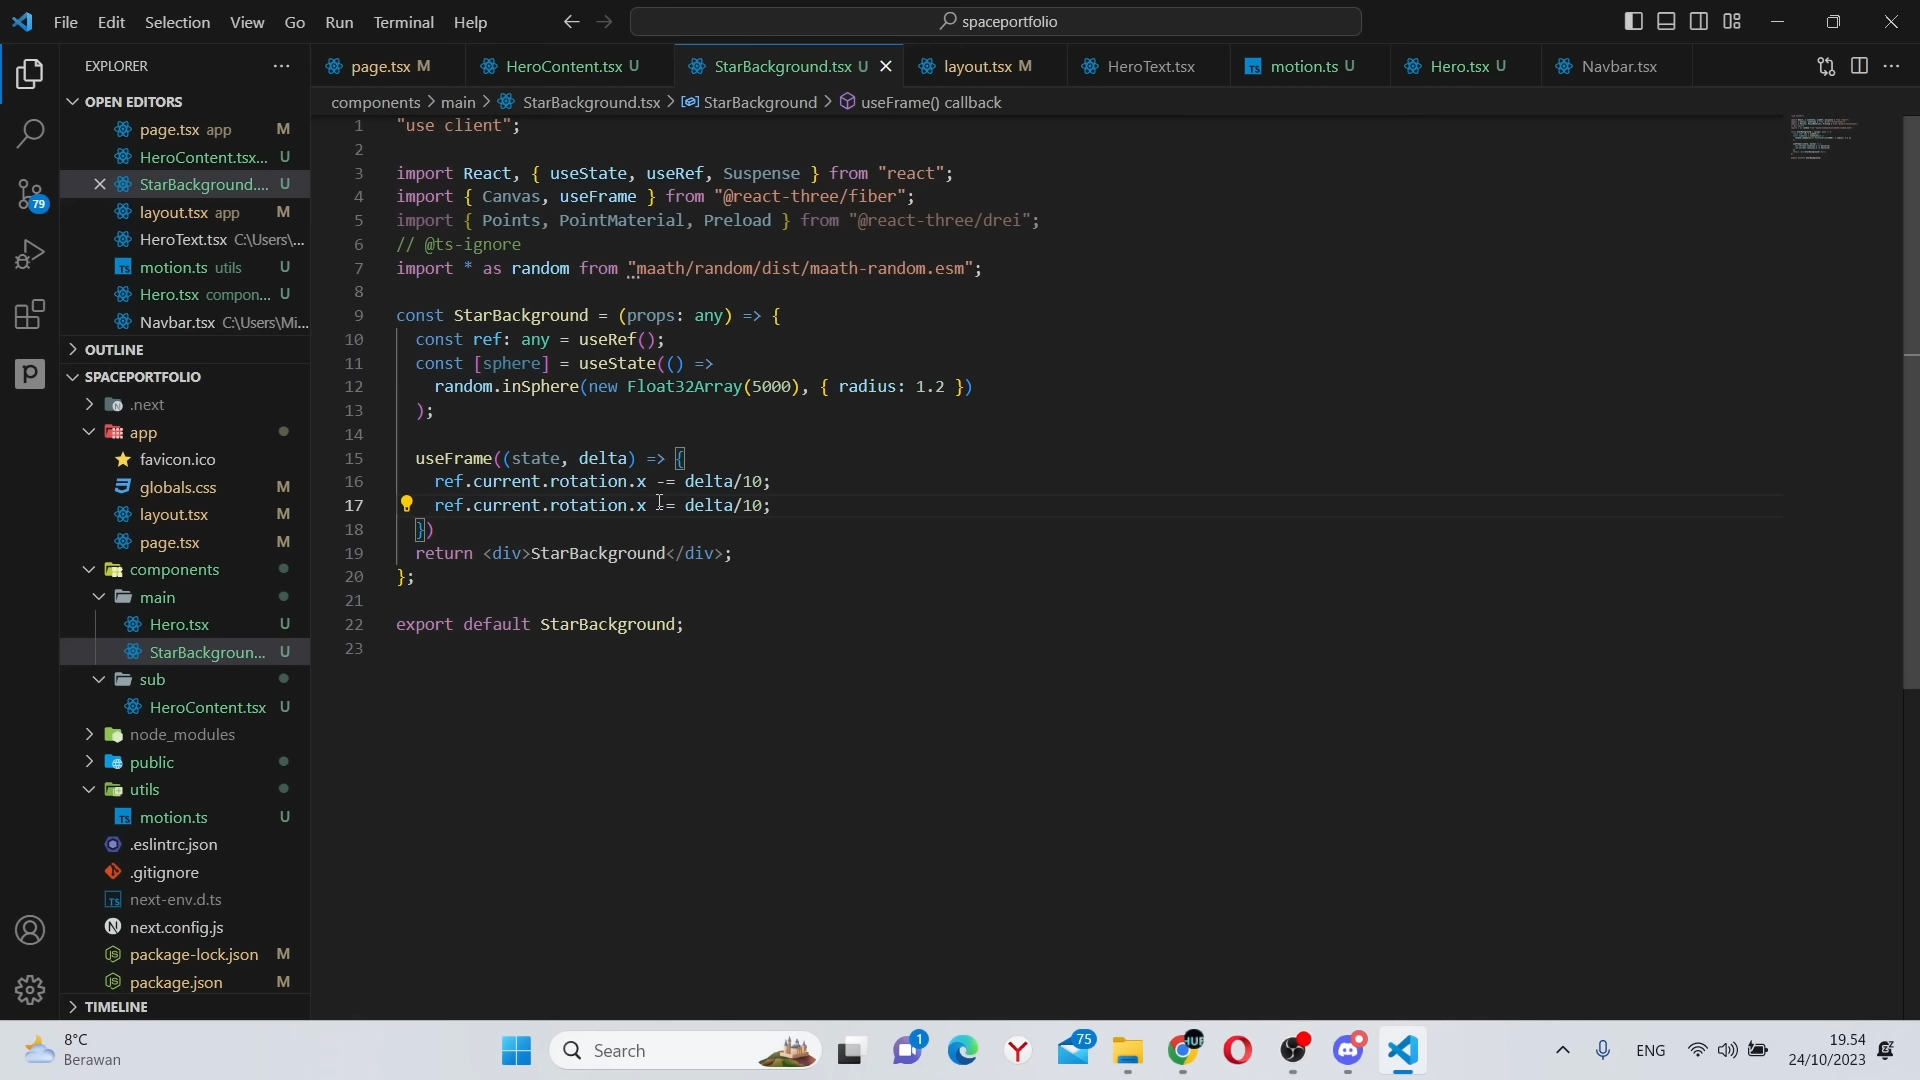 File Edit Selection View Go Run Terminal Help
spaceportfolio
EXPLORER
page.tsx M
HeroContent.tsx U
StarBackground.tsx U
layout.tsx M
HeroText.tsx
motion.ts U
Hero.tsx U
Navbar.tsx
components > main > StarBackground.tsx > StarBackground > useFrame() callback
OPEN EDITORS
page.tsx app M
HeroContent.tsx... U
StarBackground.... U
layout.tsx app M
HeroText.tsx C:\Users\...
motion.ts utils U
Hero.tsx compon... U
Navbar.tsx C:\Users\Mi...
OUTLINE
SPACEPORTFOLIO
.next
app
favicon.ico
globals.css M
layout.tsx M
page.tsx M
components
main
Hero.tsx U
StarBackgroun... U
sub
HeroContent.tsx U
node_modules
public
utils
motion.ts U
.eslintrc.json
.gitignore
next-env.d.ts
next.config.js
package-lock.json M
package.json M
TIMELINE
79
1 "use client";
2
3 import React, { useState, useRef, Suspense } from "react";
4 import { Canvas, useFrame } from "@react-three/fiber";
5 import { Points, PointMaterial, Preload } from "@react-three/drei";
6 // @ts-ignore
7 import * as random from "maath/random/dist/maath-random.esm";
8
9 const StarBackground = (props: any) => {
10 const ref: any = useRef();
11 const [sphere] = useState(() =>
12 random.inSphere(new Float32Array(5000), { radius: 1.2 })
13 );
14
15 useFrame((state, delta) => {
16 ref.current.rotation.x -= delta/10;
17 ref.current.rotation.x -= delta/10;
18 })
19 return <div>StarBackground</div>;
20 };
21
22 export default StarBackground;
23
8°C
Berawan
Search
1
75
HUB
ENG
19.54
24/10/2023